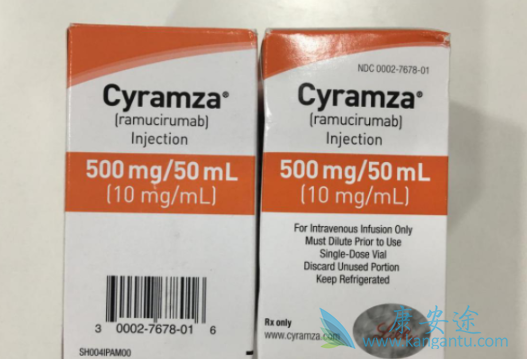 Cyramza®
(ramucirumab)
Injection
500 mg/50 mL
(10 mg/mL)
3 0002-7678-01 6
SH004IPAM00
NDC 0002-7678-01
Cyramza®
(ramucirumab)
Injection
500 mg/50 mL
(10 mg/mL)
For Intravenous Infusion Only
Must Dilute Prior to Use
Single-Dose Vial
Discard Unused Portion
Keep Refrigerated
Rx only
www.cyramza.com
康安途
www.kangantu.com